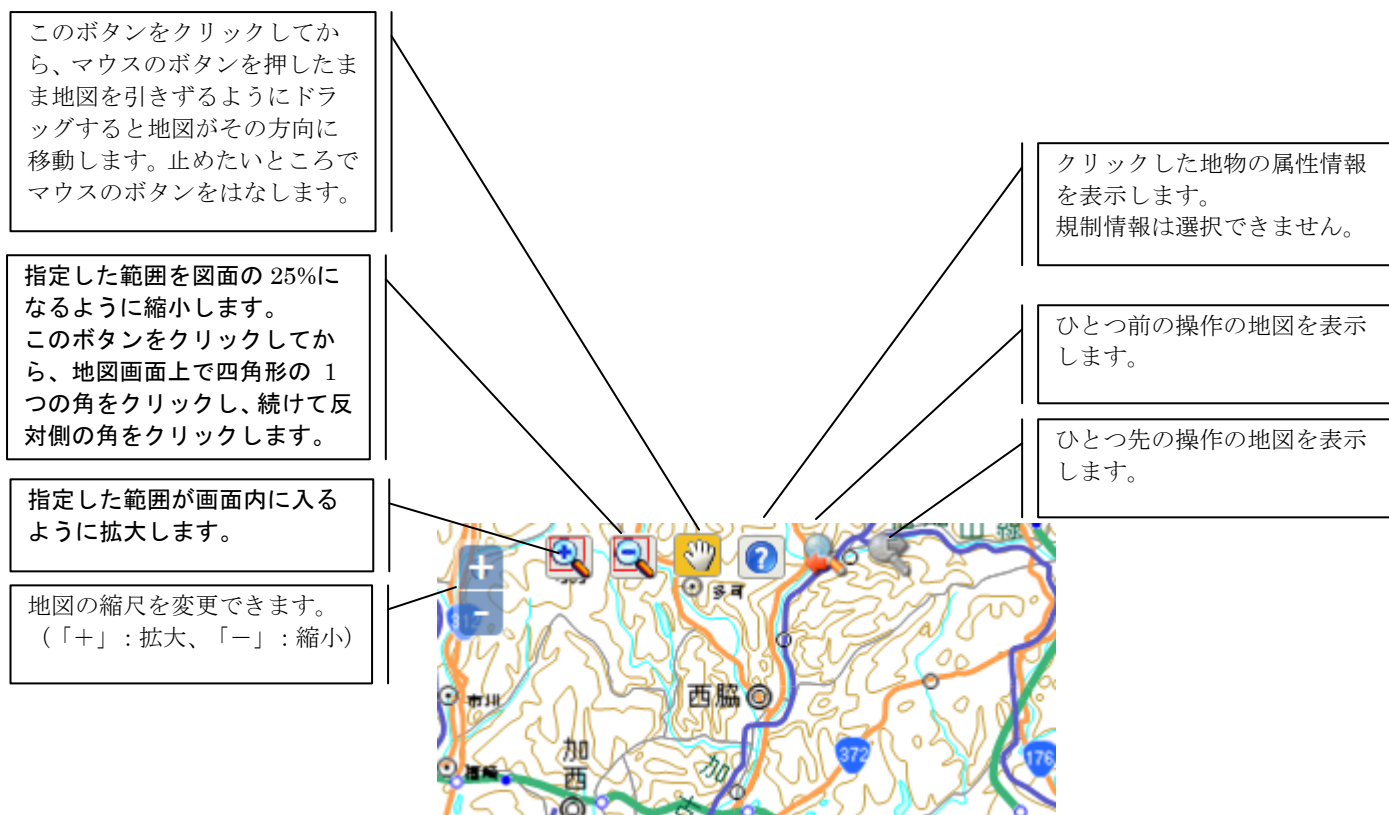 このボタンをクリックしてか
ら、マウスのボタンを押したま
ま地図を引きずるようにドラ
ッグすると地図がその方向に
移動します。止めたいところで
マウスのボタンをはなします。
指定した範囲を図面の 25%に
なるように縮小します。
このボタンをクリックしてか
ら、地図画面上で四角形の 1
つの角をクリックし、続けて反
対側の角をクリックします。
指定した範囲が画面内に入る
ように拡大します。
地図の縮尺を変更できます。
（「＋」：拡大、「－」：縮小）
クリックした地物の属性情報
を表示します。
規制情報は選択できません。
ひとつ前の操作の地図を表示
します。
ひとつ先の操作の地図を表示
します。
+
-
?
山線
多可
312
西脇
市川
加西
加
372
176
福崎